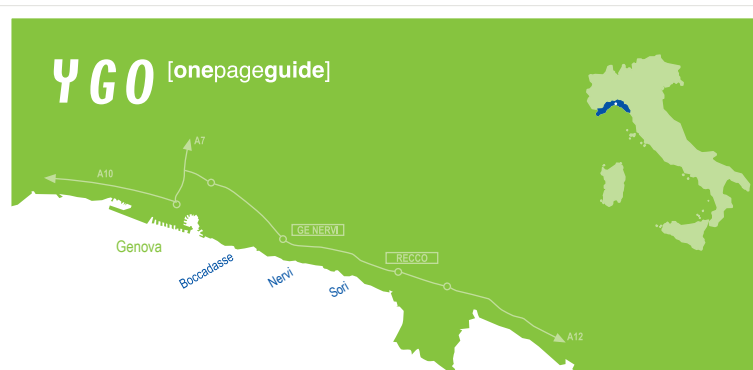 YGO [onepageguide]
A7
A10
GE NERVI
Genova
RECCO
Boccadasse
Nervi
Sori
A12